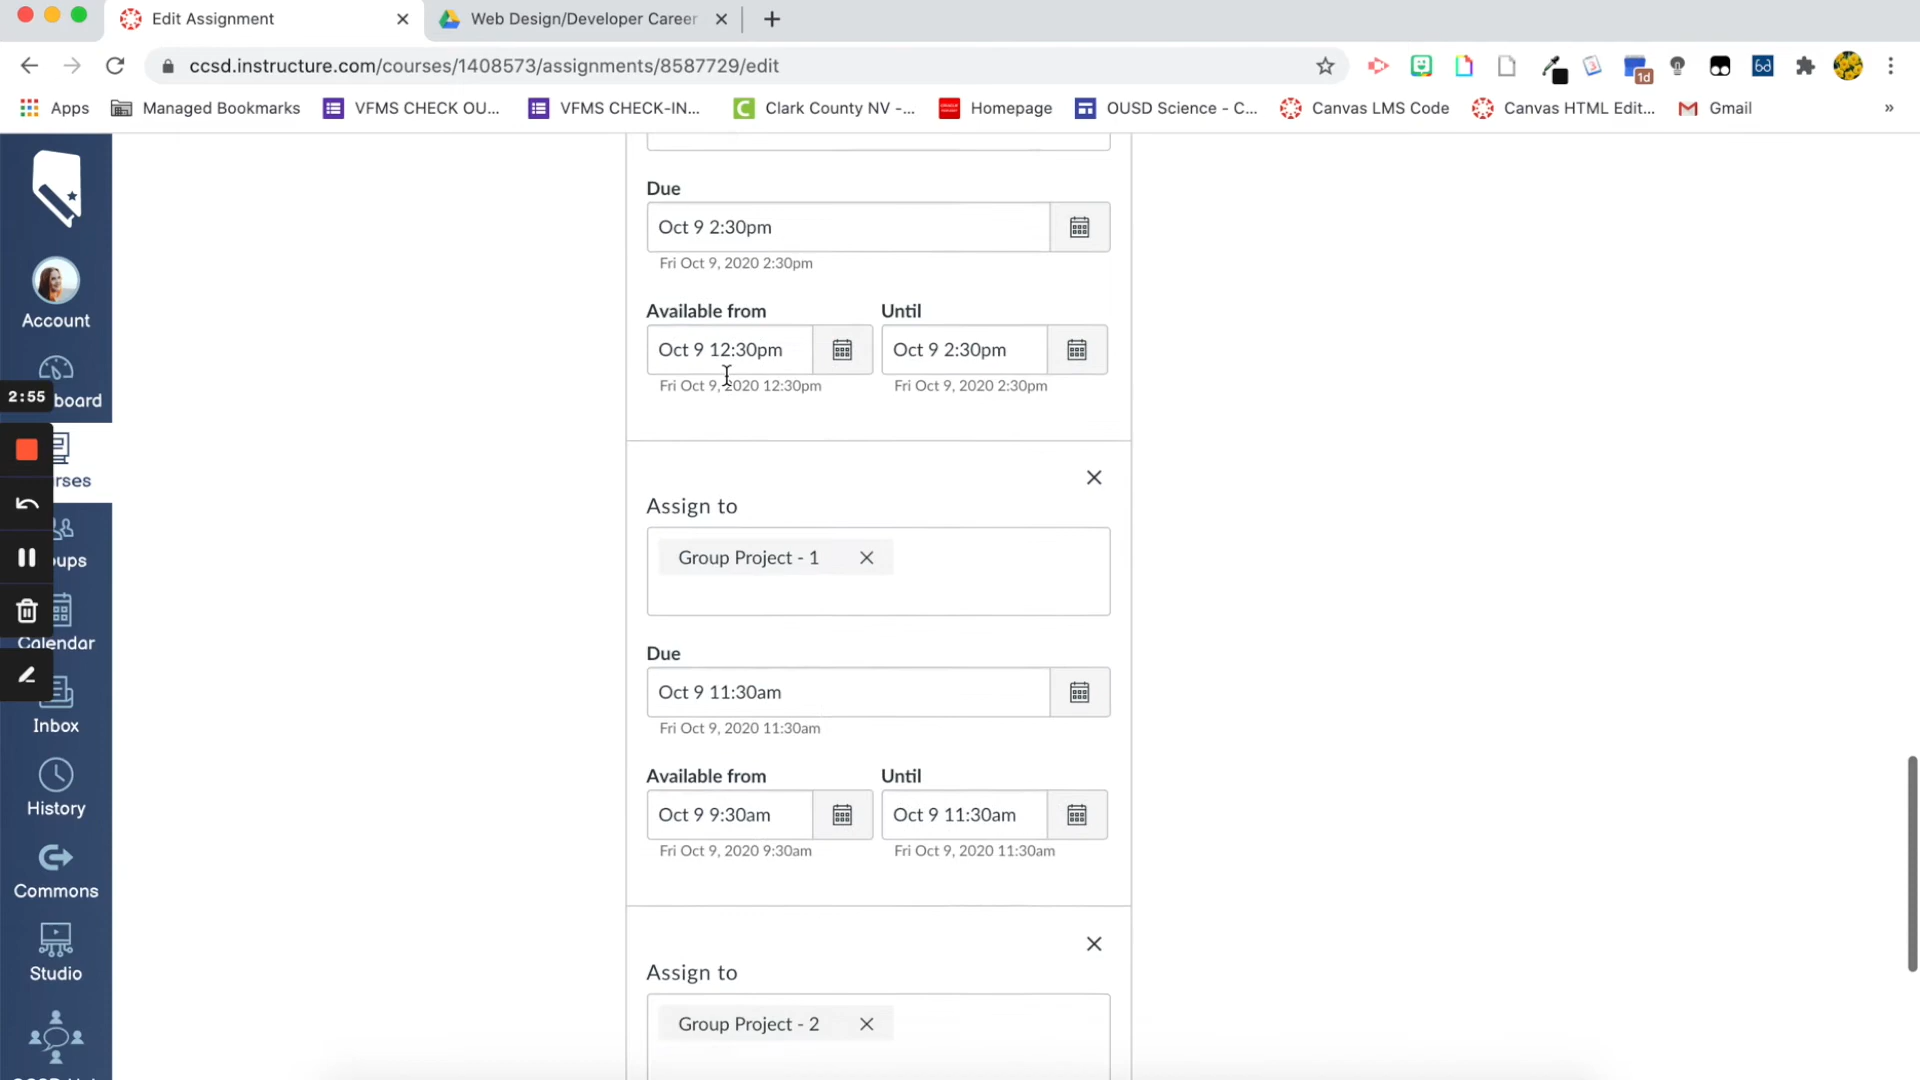 Edit Assignment
Web Design/Developer Career
ccsd.instructure.com/courses/1408573/assignments/8587729/edit
1d
Apps
Managed Bookmarks
VFMS CHECK OU...
VFMS CHECK-IN...
Clark County NV -...
Homepage
OUSD Science - C...
Canvas LMS Code
Canvas HTML Edit...
Gmail
»
Account
board
2:55
rses
oups
Calendar
Inbox
History
Commons
Studio
Due
Oct 9 2:30pm
Fri Oct 9, 2020 2:30pm
Available from
Until
Oct 9 12:30pm
Oct 9 2:30pm
Fri Oct 9, 2020 12:30pm
Fri Oct 9, 2020 2:30pm
Assign to
Group Project - 1
Due
Oct 9 11:30am
Fri Oct 9, 2020 11:30am
Available from
Until
Oct 9 9:30am
Oct 9 11:30am
Fri Oct 9, 2020 9:30am
Fri Oct 9, 2020 11:30am
Assign to
Group Project - 2